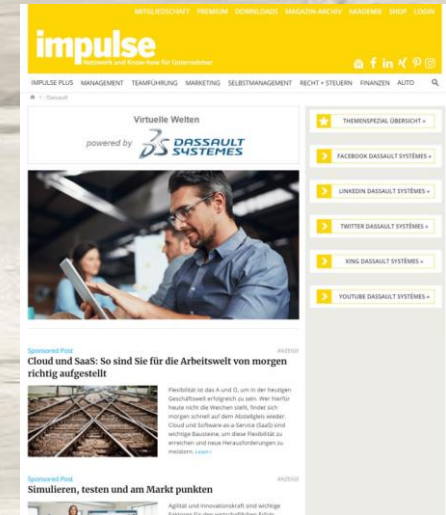 MITGLIEDSCHAFT PREMIUM DOWNLOADS MAGAZIN-ARCHIV AKADEMIE SHOP LOGIN
impulse
Netzwerk und Know-how für Unternehmer
IMPULSE PLUS MANAGEMENT TEAMFÜHRUNG MARKETING SELBSTMANAGEMENT RECHT + STEUERN FINANZEN AUTO
Dassault
Virtuelle Welten
powered by DASSAULT SYSTEMES
THEMENSPEZIAL ÜBERSICHT »
FACEBOOK DASSAULT SYSTÈMES »
LINKEDIN DASSAULT SYSTÈMES »
TWITTER DASSAULT SYSTÈMES »
XING DASSAULT SYSTÈMES »
YOUTUBE DASSAULT SYSTÈMES »
Sponsored Post ANZEIGE
Cloud und SaaS: So sind Sie für die Arbeitswelt von morgen
richtig aufgestellt
Flexibilität ist das A und O, um in der heutigen
Geschäftswelt erfolgreich zu sein. Wer hierfür
heute nicht die Weichen stellt, findet sich
morgen schnell auf dem Abstellgleis wieder.
Cloud und Software-as-a-Service (SaaS) sind
wichtige Bausteine, um diese Flexibilität zu
erreichen und neue Herausforderungen zu
meistern. Lesen
Sponsored Post ANZEIGE
Simulieren, testen und am Markt punkten
Agilität und Innovationskraft sind wichtige